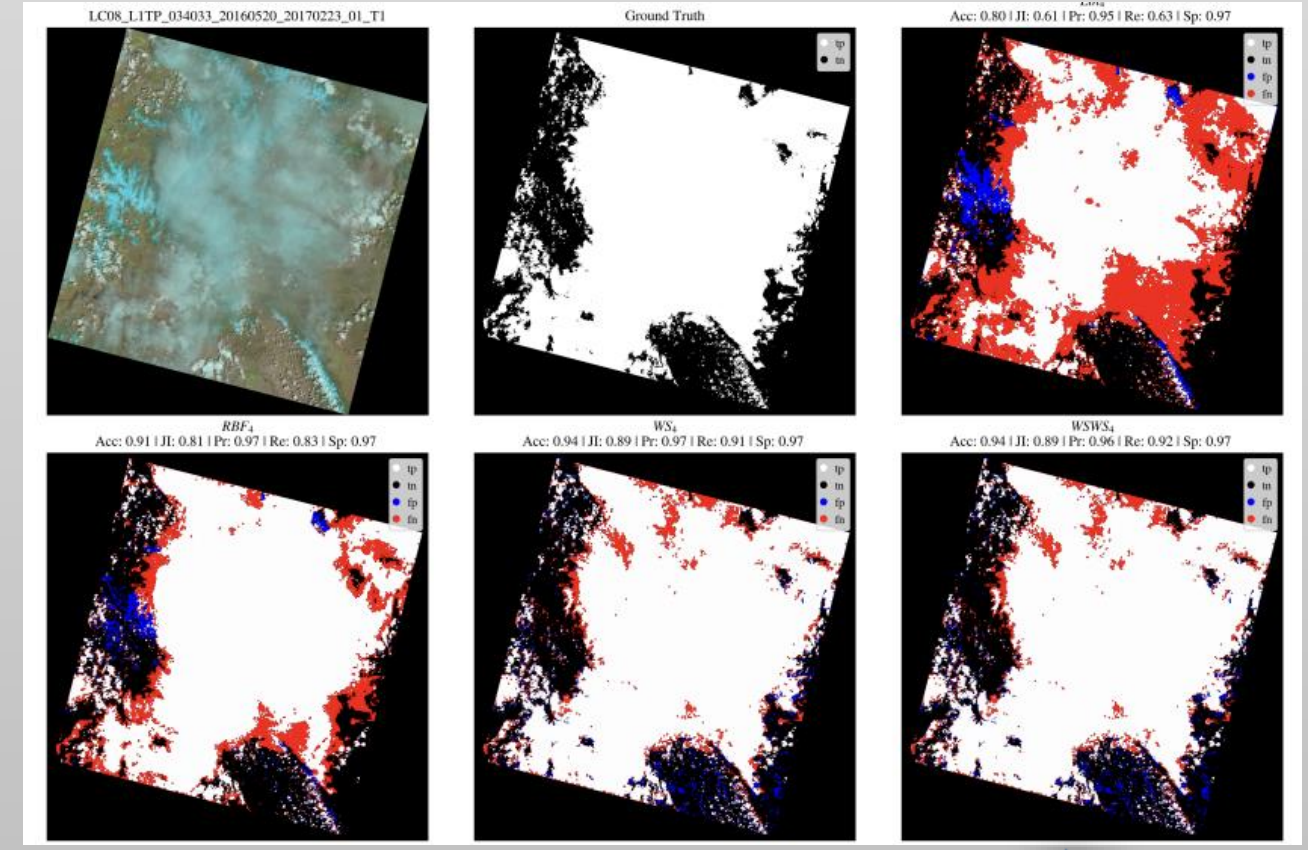 LC08_L1TP_034033_20160520_20170223_01_T1
Ground Truth
tp
tn
Acc: 0.80 | JI: 0.61 | Pr: 0.95 | Re: 0.63 | Sp: 0.97
tp
tn
fp
fn
RBF₄
Acc: 0.91 | JI: 0.81 | Pr: 0.97 | Re: 0.83 | Sp: 0.97
tp
tn
fp
fn
WS₄
Acc: 0.94 | JI: 0.89 | Pr: 0.97 | Re: 0.91 | Sp: 0.97
tp
tn
fp
fn
WSWS₄
Acc: 0.94 | JI: 0.89 | Pr: 0.96 | Re: 0.92 | Sp: 0.97
tp
tn
fp
fn